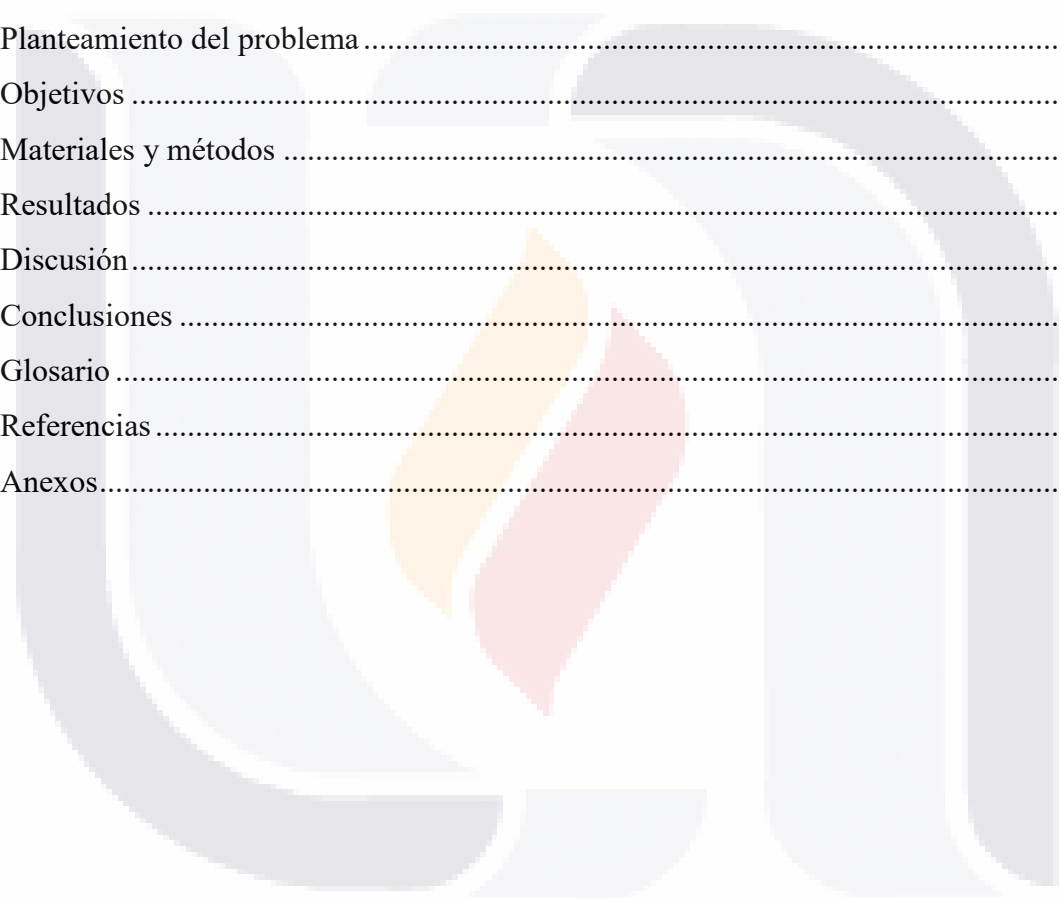 Planteamiento del problema ................................................................................
Objetivos ................................................................................
Materiales y métodos ................................................................................
Resultados ................................................................................
Discusión ................................................................................
Conclusiones ................................................................................
Glosario ................................................................................
Referencias ................................................................................
Anexos ................................................................................